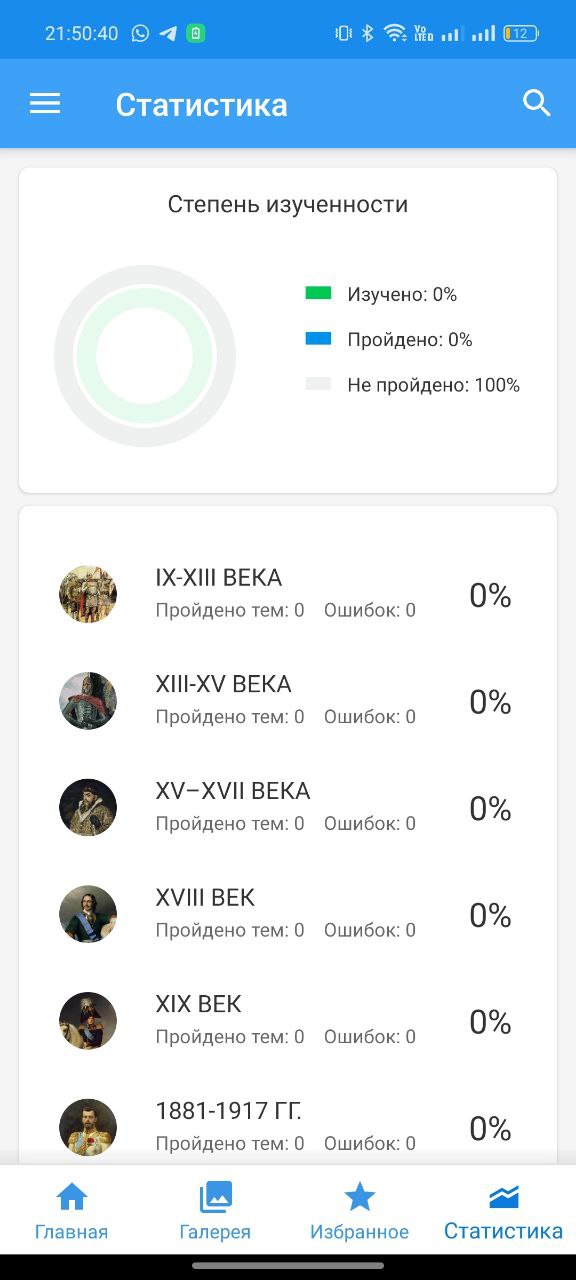 21:50:40
Vo
LTE
12
Статистика
Степень изученности
Изучено: 0%
Пройдено: 0%
Не пройдено: 100%
IX-XIII ВЕКА
0%
Пройдено тем: 0 Ошибок: 0
XIII-XV ВЕКА
0%
Пройдено тем: 0 Ошибок: 0
XV–XVII ВЕКА
0%
Пройдено тем: 0 Ошибок: 0
XVIII ВЕК
0%
Пройдено тем: 0 Ошибок: 0
XIX ВЕК
0%
Пройдено тем: 0 Ошибок: 0
1881-1917 ГГ.
0%
Пройдено тем: 0 Ошибок: 0
Главная Галерея Избранное Статистика